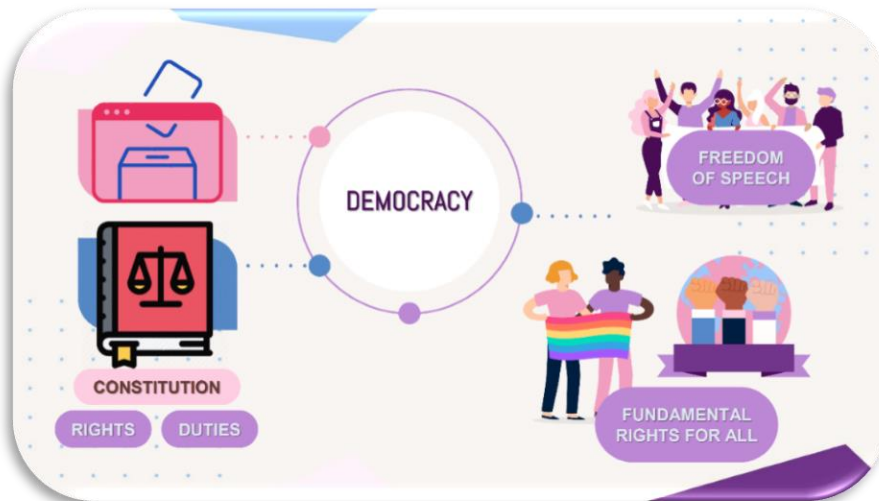 DEMOCRACY
CONSTITUTION
RIGHTS
DUTIES
FREEDOM
OF SPEECH
FUNDAMENTAL
RIGHTS FOR ALL